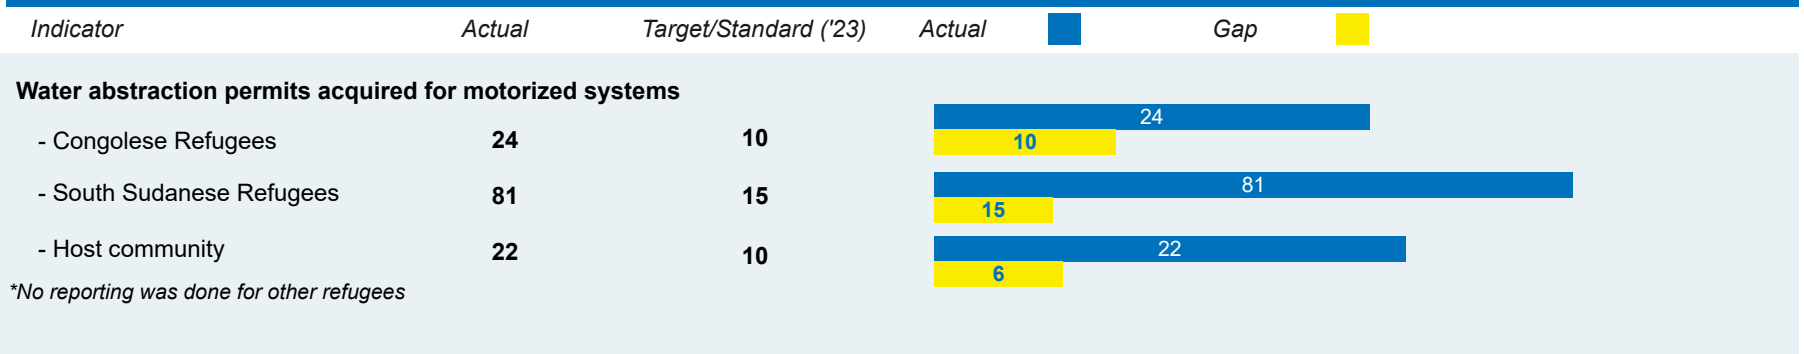 Indicator Actual Target/Standard ('23) Actual Gap
Water abstraction permits acquired for motorized systems
- Congolese Refugees 24 10 24
10
- South Sudanese Refugees 81 15 81
15
- Host community 22 10 22
6
*No reporting was done for other refugees